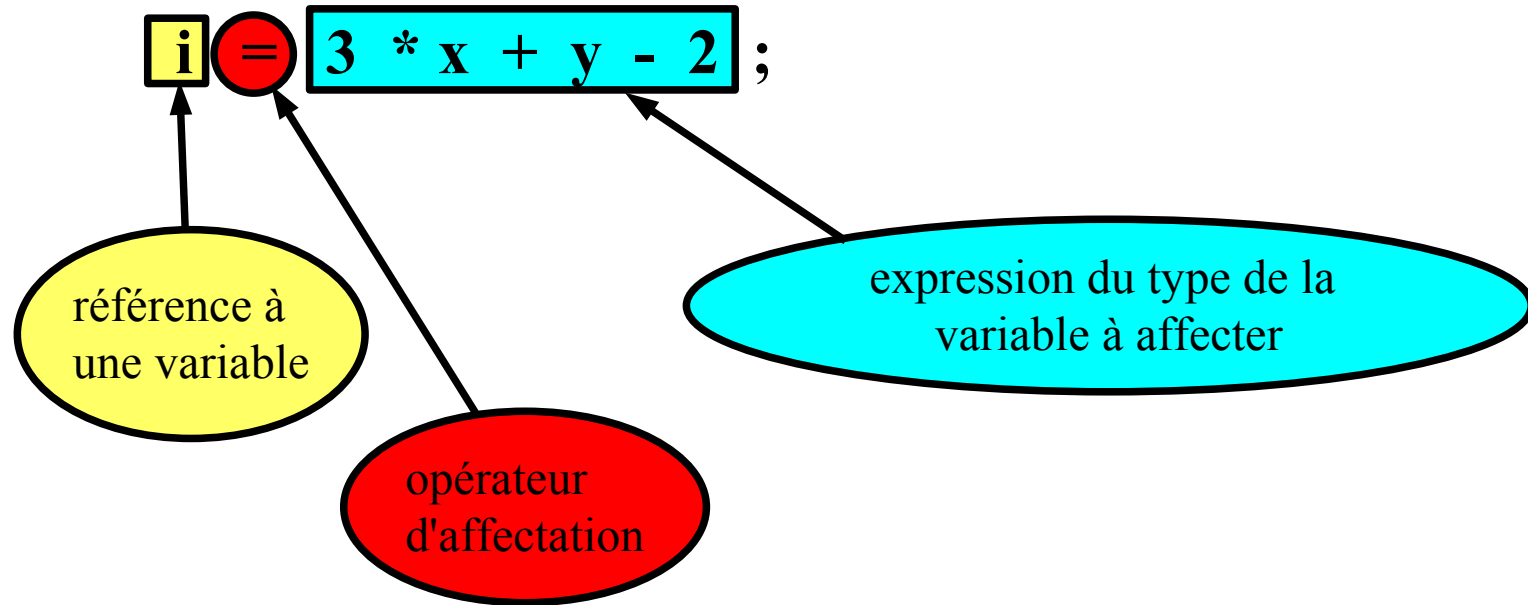 i = 3 * x + y - 2 ;
référence à
une variable
expression du type de la
variable à affecter
opérateur
d'affectation